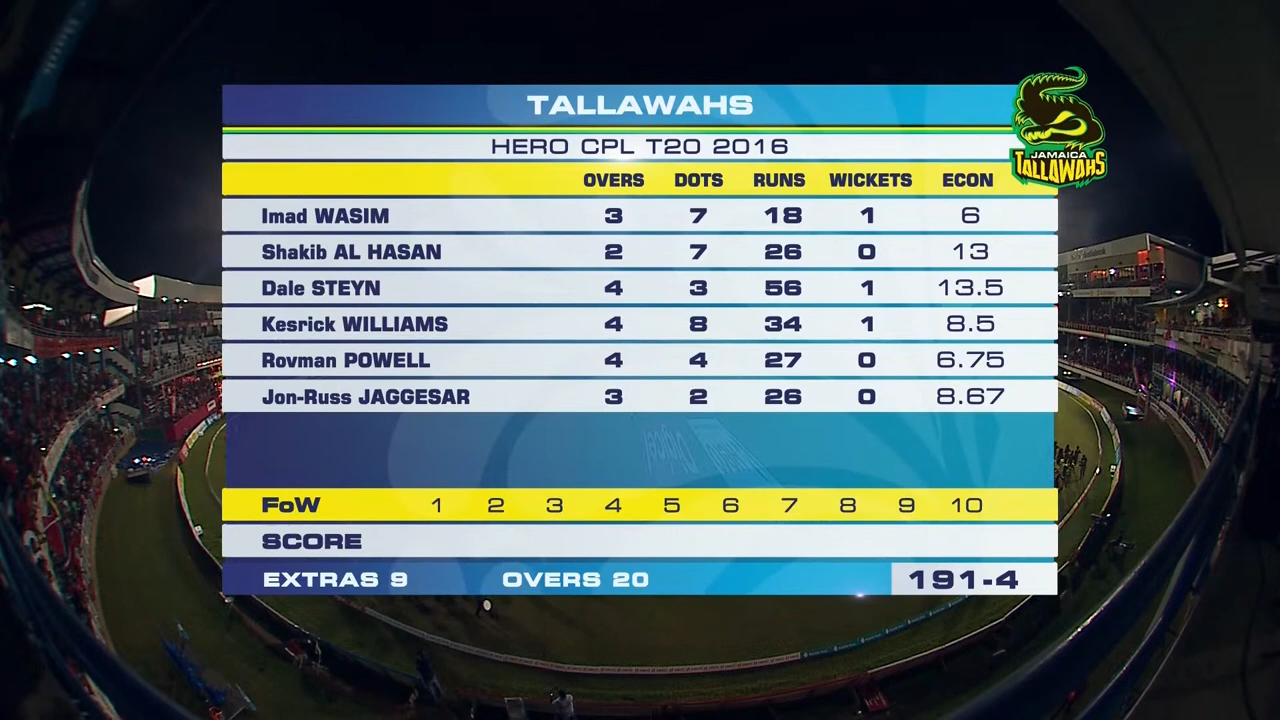 TALLAWAHS
HERO CPL T20 2016
JAMAICA
TALLAWAHS
OVERS DOTS RUNS WICKETS ECON
Imad WASIM 3 7 18 1 6
Shakib AL HASAN 2 7 26 0 13
Dale STEYN 4 3 56 1 13.5
Kesrick WILLIAMS 4 8 34 1 8.5
Rovman POWELL 4 4 27 0 6.75
Jon-Russ JAGGESAR 3 2 26 0 8.67
FoW 1 2 3 4 5 6 7 8 9 10
SCORE
EXTRAS 9 OVERS 20 191-4